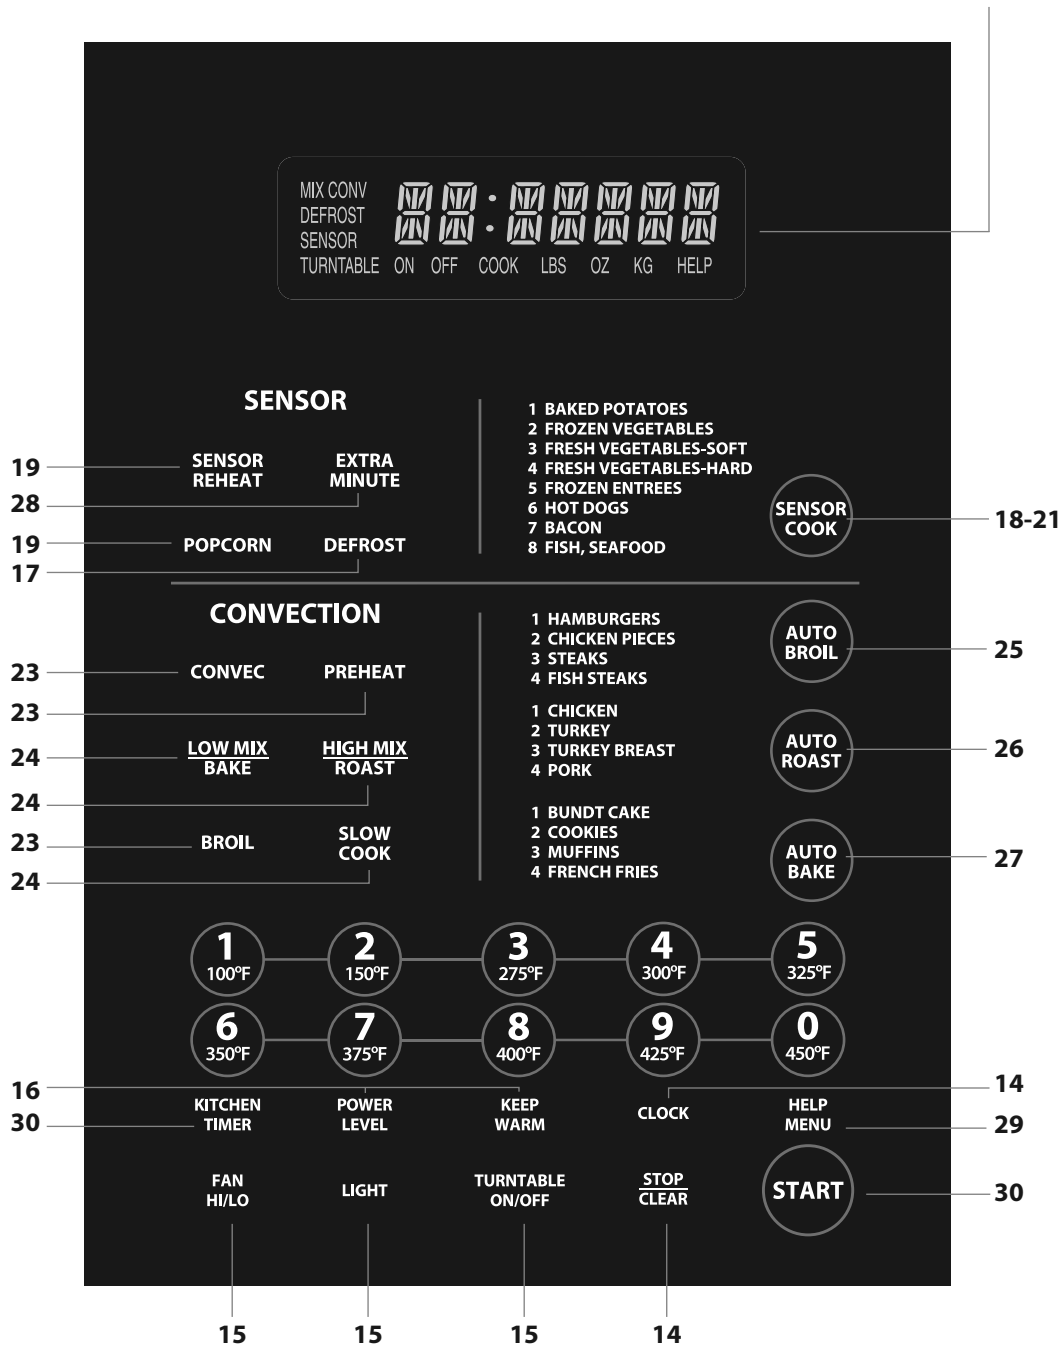 MIX CONV
DEFROST
SENSOR
TURNTABLE ON OFF COOK LBS OZ KG HELP
SENSOR
19
SENSOR
REHEAT
28
EXTRA
MINUTE
19
POPCORN
17
DEFROST
1 BAKED POTATOES
2 FROZEN VEGETABLES
3 FRESH VEGETABLES-SOFT
4 FRESH VEGETABLES-HARD
5 FROZEN ENTREES
6 HOT DOGS
7 BACON
8 FISH, SEAFOOD
SENSOR
COOK
18-21
CONVECTION
23
CONVEC
23
PREHEAT
24
LOW MIX
BAKE
24
HIGH MIX
ROAST
23
BROIL
24
SLOW
COOK
1 HAMBURGERS
2 CHICKEN PIECES
3 STEAKS
4 FISH STEAKS
AUTO
BROIL
25
1 CHICKEN
2 TURKEY
3 TURKEY BREAST
4 PORK
AUTO
ROAST
26
1 BUNDT CAKE
2 COOKIES
3 MUFFINS
4 FRENCH FRIES
AUTO
BAKE
27
1
100°F
2
150°F
3
275°F
4
300°F
5
325°F
6
350°F
7
375°F
8
400°F
9
425°F
0
450°F
16
30
KITCHEN
TIMER
POWER
LEVEL
KEEP
WARM
CLOCK
14
HELP
MENU
29
FAN
HI/LO
LIGHT
TURNTABLE
ON/OFF
STOP
CLEAR
START
30
15
15
15
14